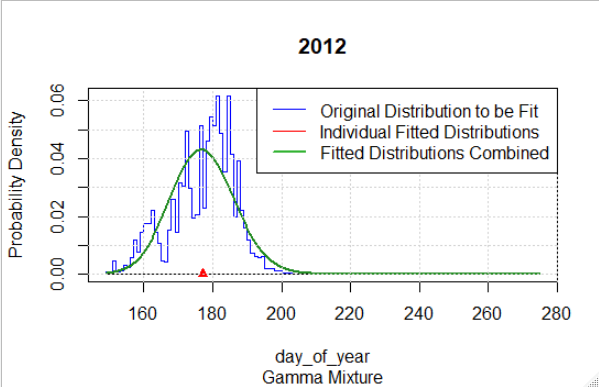 2012
Probability Density
0.00
0.02
0.04
0.06
Original Distribution to be Fit
Individual Fitted Distributions
Fitted Distributions Combined
160
180
200
220
240
260
280
day_of_year
Gamma Mixture